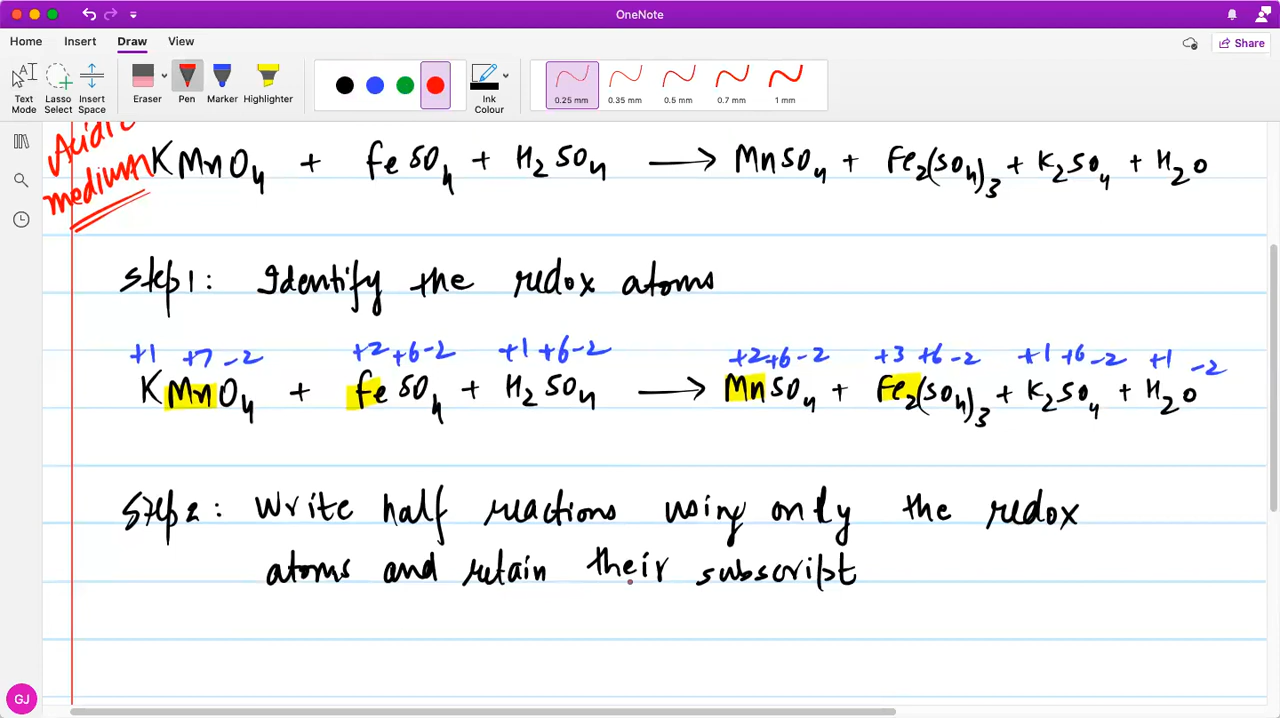 OneNote
Home Insert Draw View Share
Text Mode Lasso Select Insert Space Eraser Pen Marker Highlighter Ink Colour 0.25 mm 0.35 mm 0.5 mm 0.7 mm 1 mm
Acidic medium
KMnO4 + FeSO4 + H2SO4 → MnSO4 + Fe2(SO4)3 + K2SO4 + H2O
Step1: Identify the redox atoms
+1 +7 -2 +2 +6 -2 +1 +6 -2 +2 +6 -2 +3 +6 -2 +1 +6 -2 +1 -2
KMnO4 + FeSO4 + H2SO4 → MnSO4 + Fe2(SO4)3 + K2SO4 + H2O
Step2: Write half reactions using only the redox
atoms and retain their subscript
GJ